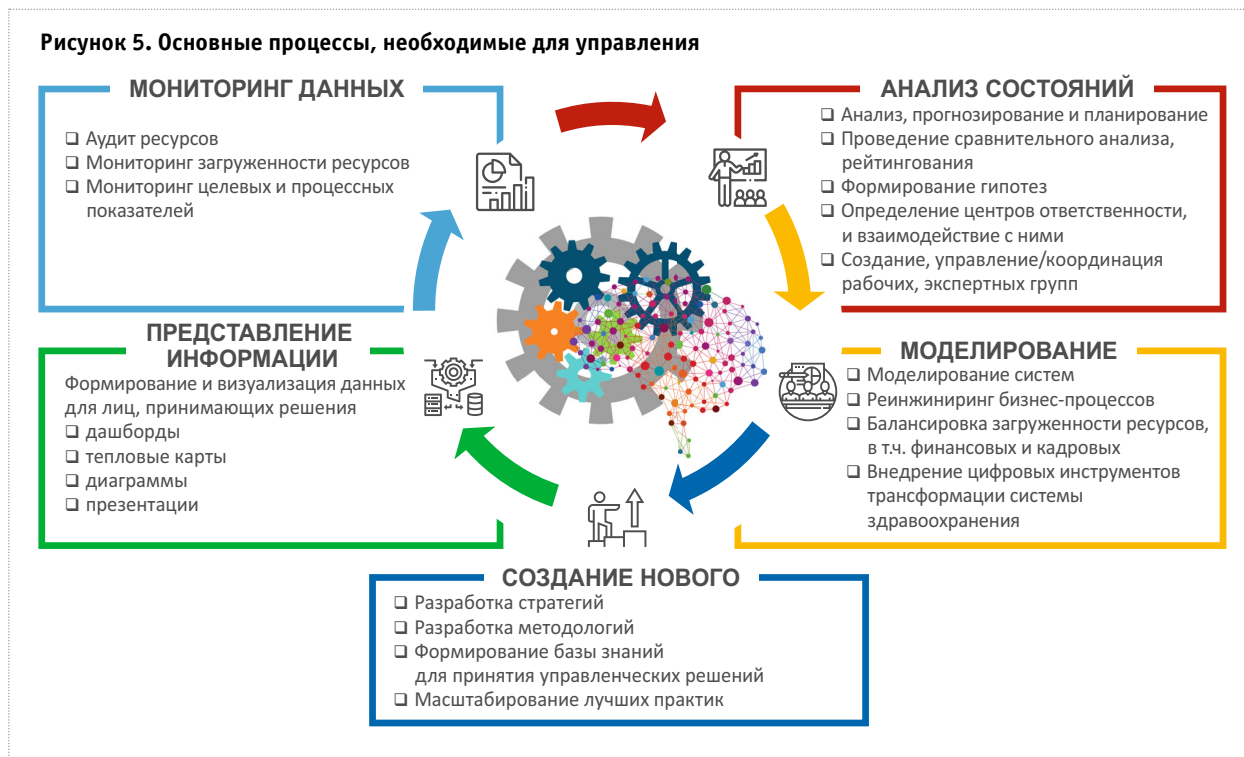 Рисунок 5. Основные процессы, необходимые для управления
МОНИТОРИНГ ДАННЫХ
❑ Аудит ресурсов
❑ Мониторинг загруженности ресурсов
❑ Мониторинг целевых и процессных
показателей
АНАЛИЗ СОСТОЯНИЙ
❑ Анализ, прогнозирование и планирование
❑ Проведение сравнительного анализа,
рейтингования
❑ Формирование гипотез
❑ Определение центров ответственности,
и взаимодействие с ними
❑ Создание, управление/координация
рабочих, экспертных групп
ПРЕДСТАВЛЕНИЕ
ИНФОРМАЦИИ
Формирование и визуализация данных
для лиц, принимающих решения
❑ дашборды
❑ тепловые карты
❑ диаграммы
❑ презентации
МОДЕЛИРОВАНИЕ
❑ Моделирование систем
❑ Реинжиниринг бизнес-процессов
❑ Балансировка загруженности ресурсов,
в т.ч. финансовых и кадровых
❑ Внедрение цифровых инструментов
трансформации системы
здравоохранения
СОЗДАНИЕ НОВОГО
❑ Разработка стратегий
❑ Разработка методологий
❑ Формирование базы знаний
для принятия управленческих решений
❑ Масштабирование лучших практик